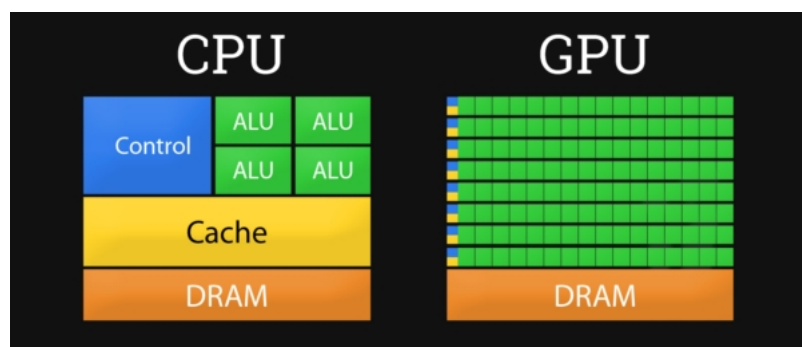 CPU
GPU
Control
ALU
ALU
ALU
ALU
Cache
DRAM
DRAM